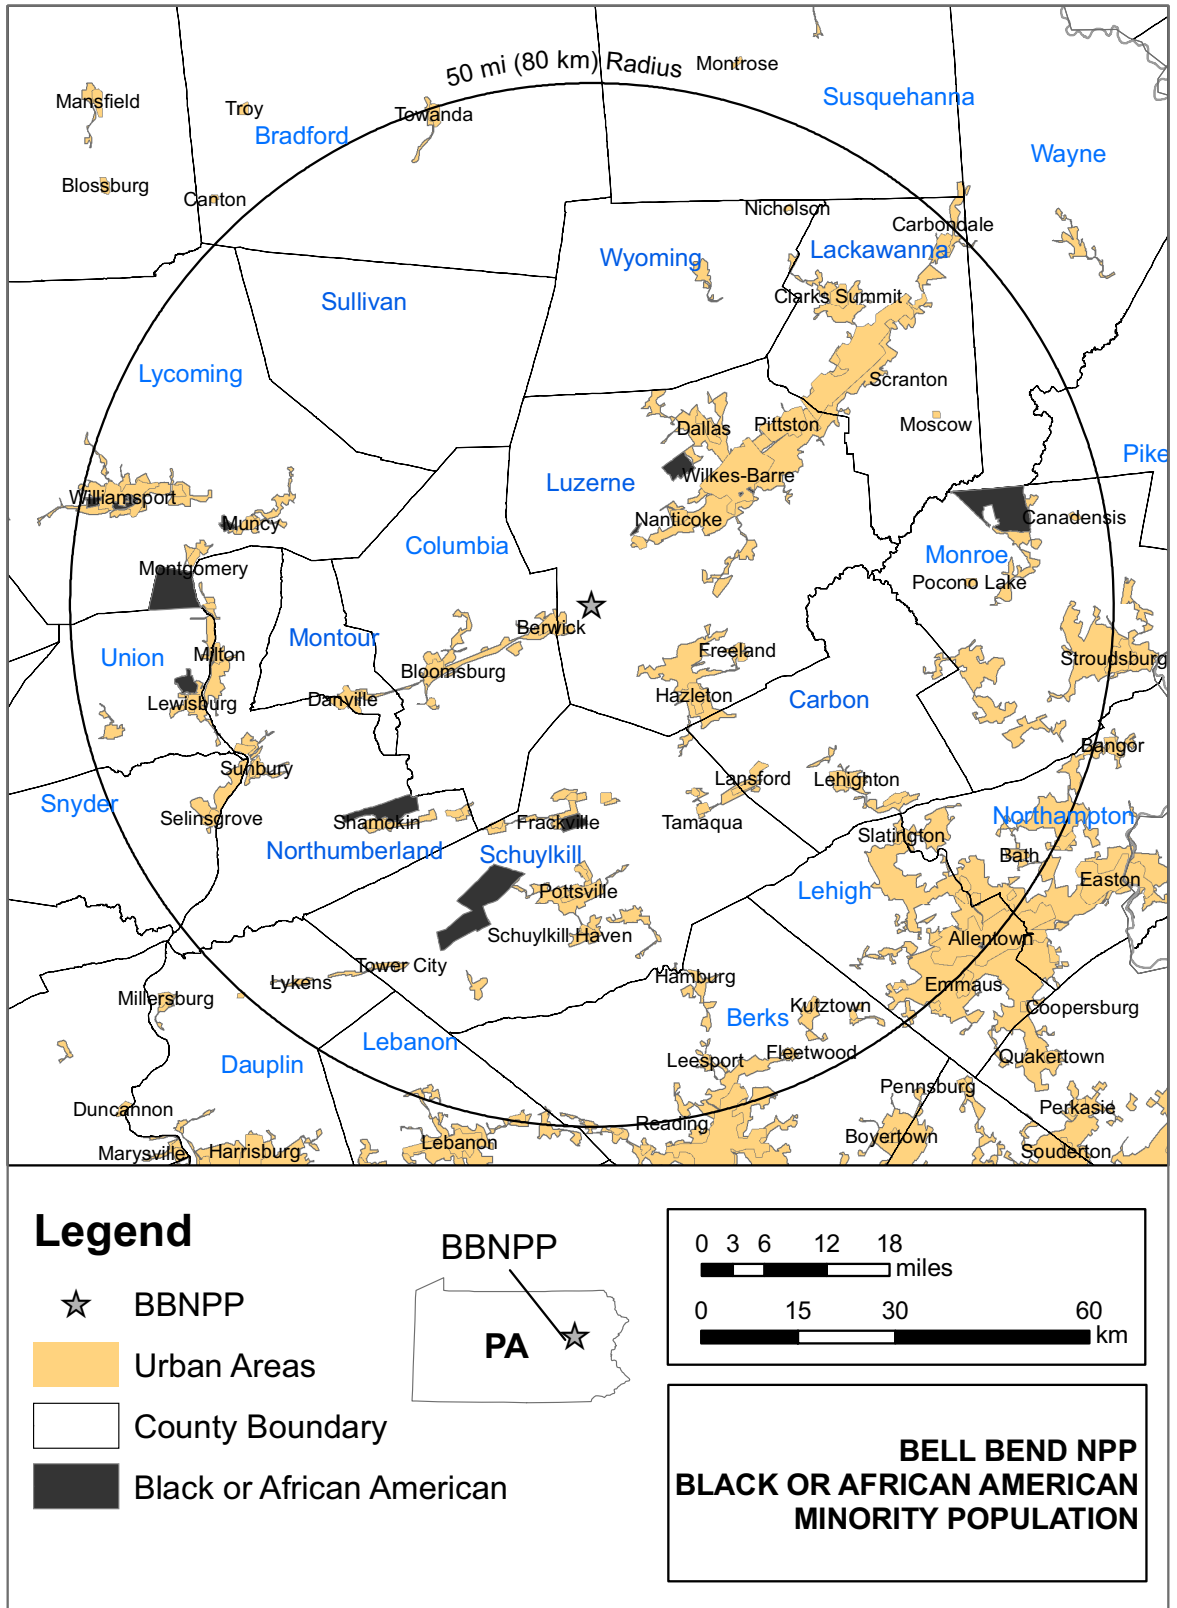 50 mi (80 km) Radius
Montrose
Mansfield
Troy
Towanda
Susquehanna
Bradford
Wayne
Blossburg
Canton
Nicholson
Carbondale
Wyoming
Lackawanna
Sullivan
Clarks Summit
Lycoming
Scranton
Dallas
Pittston
Moscow
Pike
Luzerne
Wilkes-Barre
Williamsport
Muncy
Nanticoke
Canadensis
Columbia
Monroe
Montgomery
Pocono Lake
Berwick
Montour
Union
Milton
Freeland
Stroudsburg
Bloomsburg
Lewisburg
Danville
Hazleton
Carbon
Bangor
Sunbury
Lansford
Lehighton
Snyder
Selinsgrove
Shamokin
Frackville
Tamaqua
Northampton
Slatington
Northumberland
Schuylkill
Bath
Pottsville
Lehigh
Easton
Schuylkill Haven
Allentown
Tower City
Lykens
Hamburg
Emmaus
Millersburg
Kutztown
Coopersburg
Berks
Lebanon
Dauplin
Leesport
Fleetwood
Quakertown
Pennsburg
Duncannon
Perkasie
Reading
Marysville
Harrisburg
Lebanon
Boyertown
Souderton
Legend
BBNPP
Urban Areas
County Boundary
Black or African American
BBNPP
PA
0 3 6 12 18
miles
0 15 30 60
km
BELL BEND NPP
BLACK OR AFRICAN AMERICAN
MINORITY POPULATION